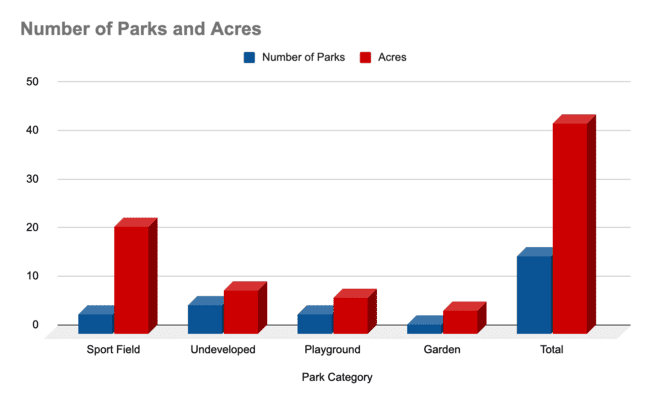 Number of Parks and Acres
Number of Parks Acres
50
40
30
20
10
0
Sport Field Undeveloped Playground Garden Total
Park Category